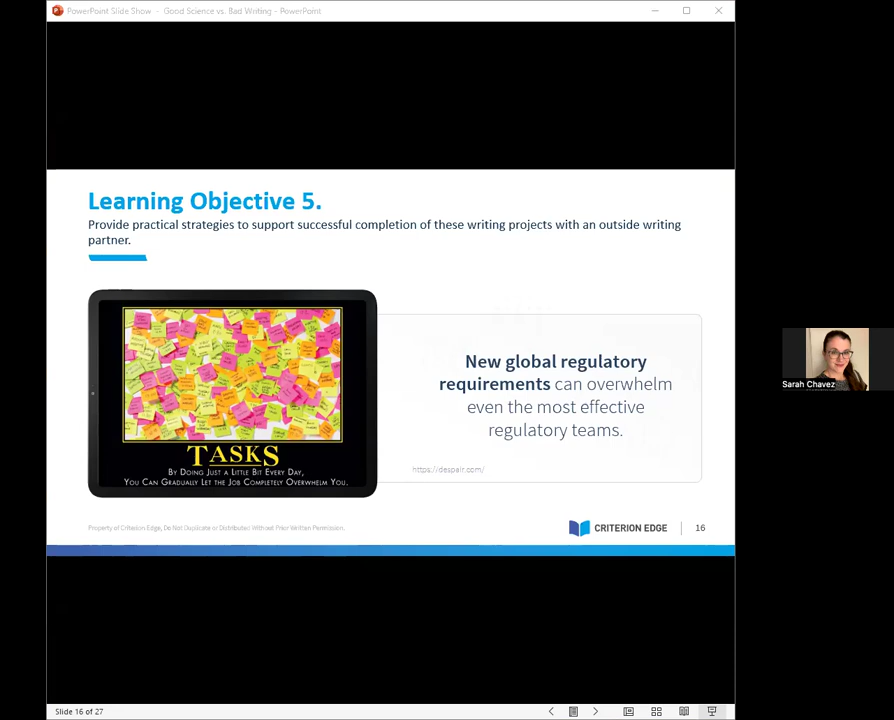 PowerPoint Slide Show - Good Science vs. Bad Writing - PowerPoint
Learning Objective 5.
Provide practical strategies to support successful completion of these writing projects with an outside writing
partner.
TASKS
BY DOING JUST A LITTLE BIT EVERY DAY,
YOU CAN GRADUALLY LET THE JOB COMPLETELY OVERWHELM YOU.
New global regulatory
requirements can overwhelm
even the most effective
regulatory teams.
https://despair.com/
Property of Criterion Edge, Do Not Duplicate or Distributed Without Prior Written Permission.
CRITERION EDGE
16
Sarah Chavez
Slide 16 of 27